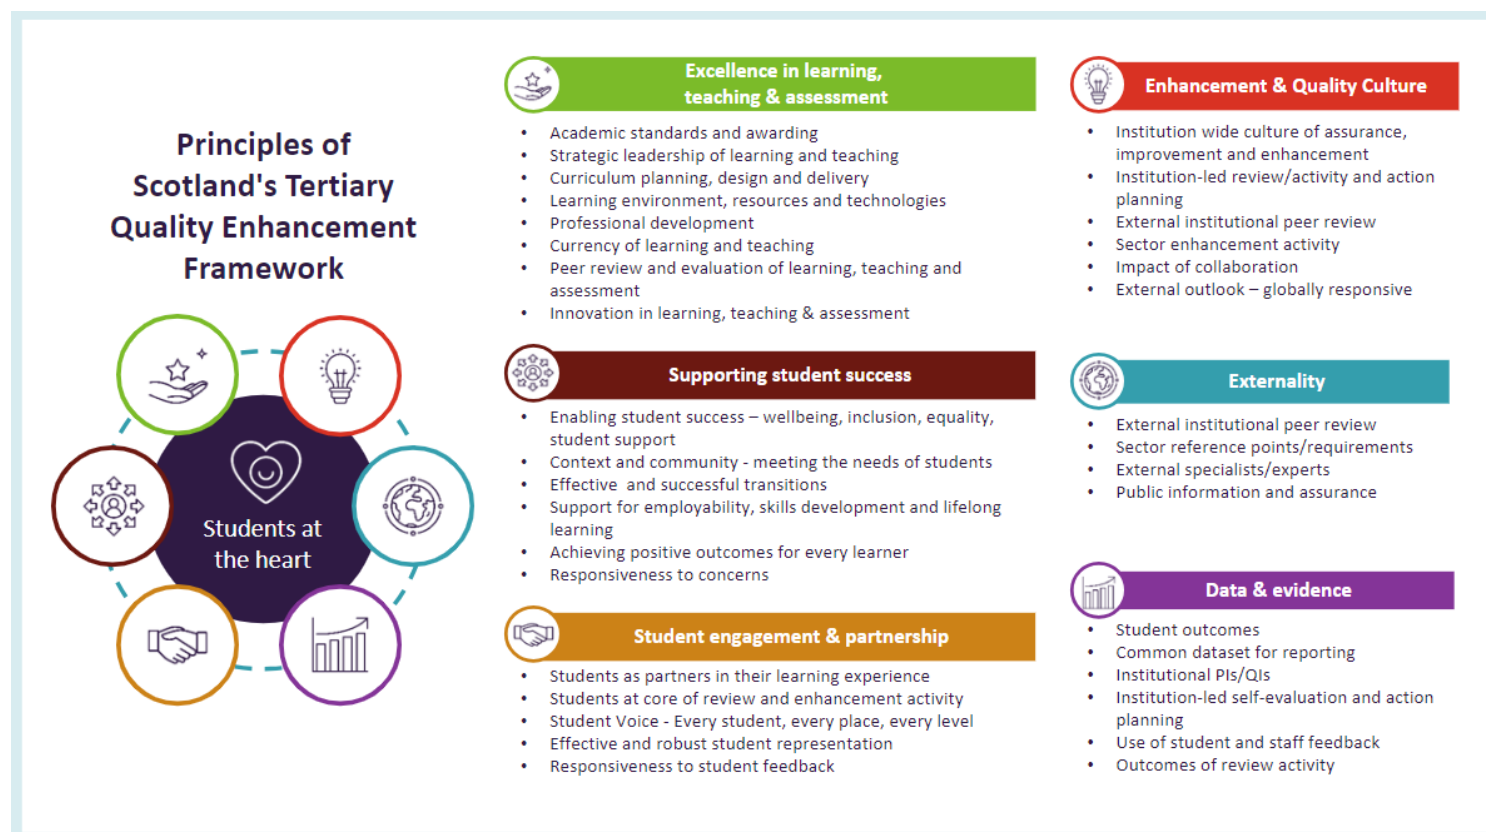 Principles of
Scotland's Tertiary
Quality Enhancement
Framework
Students at
the heart
Excellence in learning,
teaching & assessment
• Academic standards and awarding
• Strategic leadership of learning and teaching
• Curriculum planning, design and delivery
• Learning environment, resources and technologies
• Professional development
• Currency of learning and teaching
• Peer review and evaluation of learning, teaching and
assessment
• Innovation in learning, teaching & assessment
Supporting student success
• Enabling student success – wellbeing, inclusion, equality,
student support
• Context and community - meeting the needs of students
• Effective and successful transitions
• Support for employability, skills development and lifelong
learning
• Achieving positive outcomes for every learner
• Responsiveness to concerns
Student engagement & partnership
• Students as partners in their learning experience
• Students at core of review and enhancement activity
• Student Voice - Every student, every place, every level
• Effective and robust student representation
• Responsiveness to student feedback
Enhancement & Quality Culture
• Institution wide culture of assurance,
improvement and enhancement
• Institution-led review/activity and action
planning
• External institutional peer review
• Sector enhancement activity
• Impact of collaboration
• External outlook – globally responsive
Externality
• External institutional peer review
• Sector reference points/requirements
• External specialists/experts
• Public information and assurance
Data & evidence
• Student outcomes
• Common dataset for reporting
• Institutional PIs/QIs
• Institution-led self-evaluation and action
planning
• Use of student and staff feedback
• Outcomes of review activity